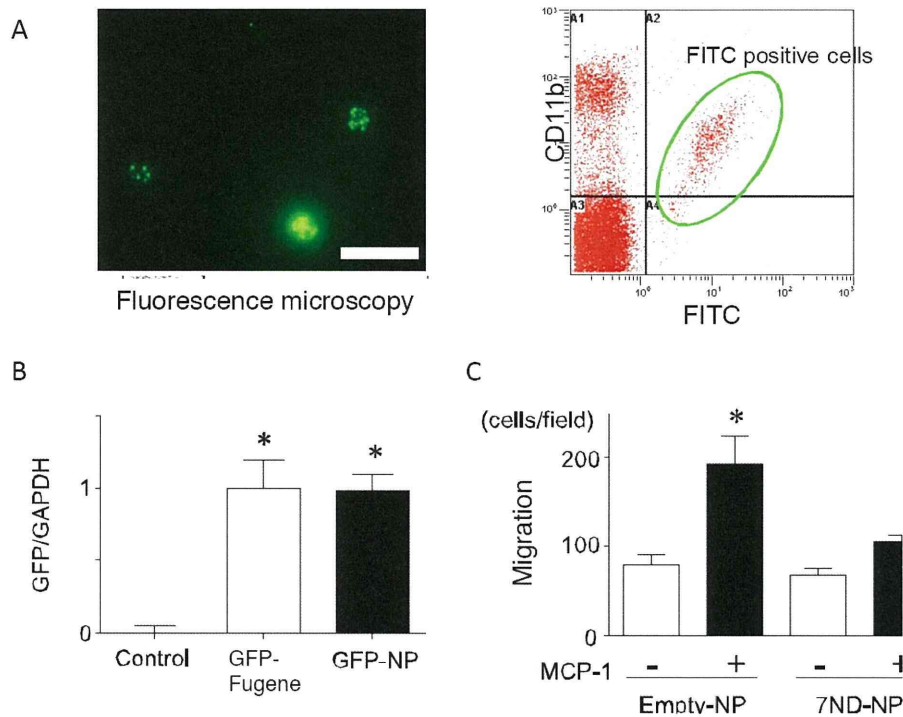 A
Fluorescence microscopy
10³
A1
A2
FITC positive cells
10²
CD11b
A3
A4
10⁰
10⁰
10¹
10²
10³
FITC
B
GFP/GAPDH
1
0
*
*
Control
GFP-Fugene
GFP-NP
C
(cells/field)
Migration
200
100
0
*
MCP-1
- + - +
Empty-NP
7ND-NP